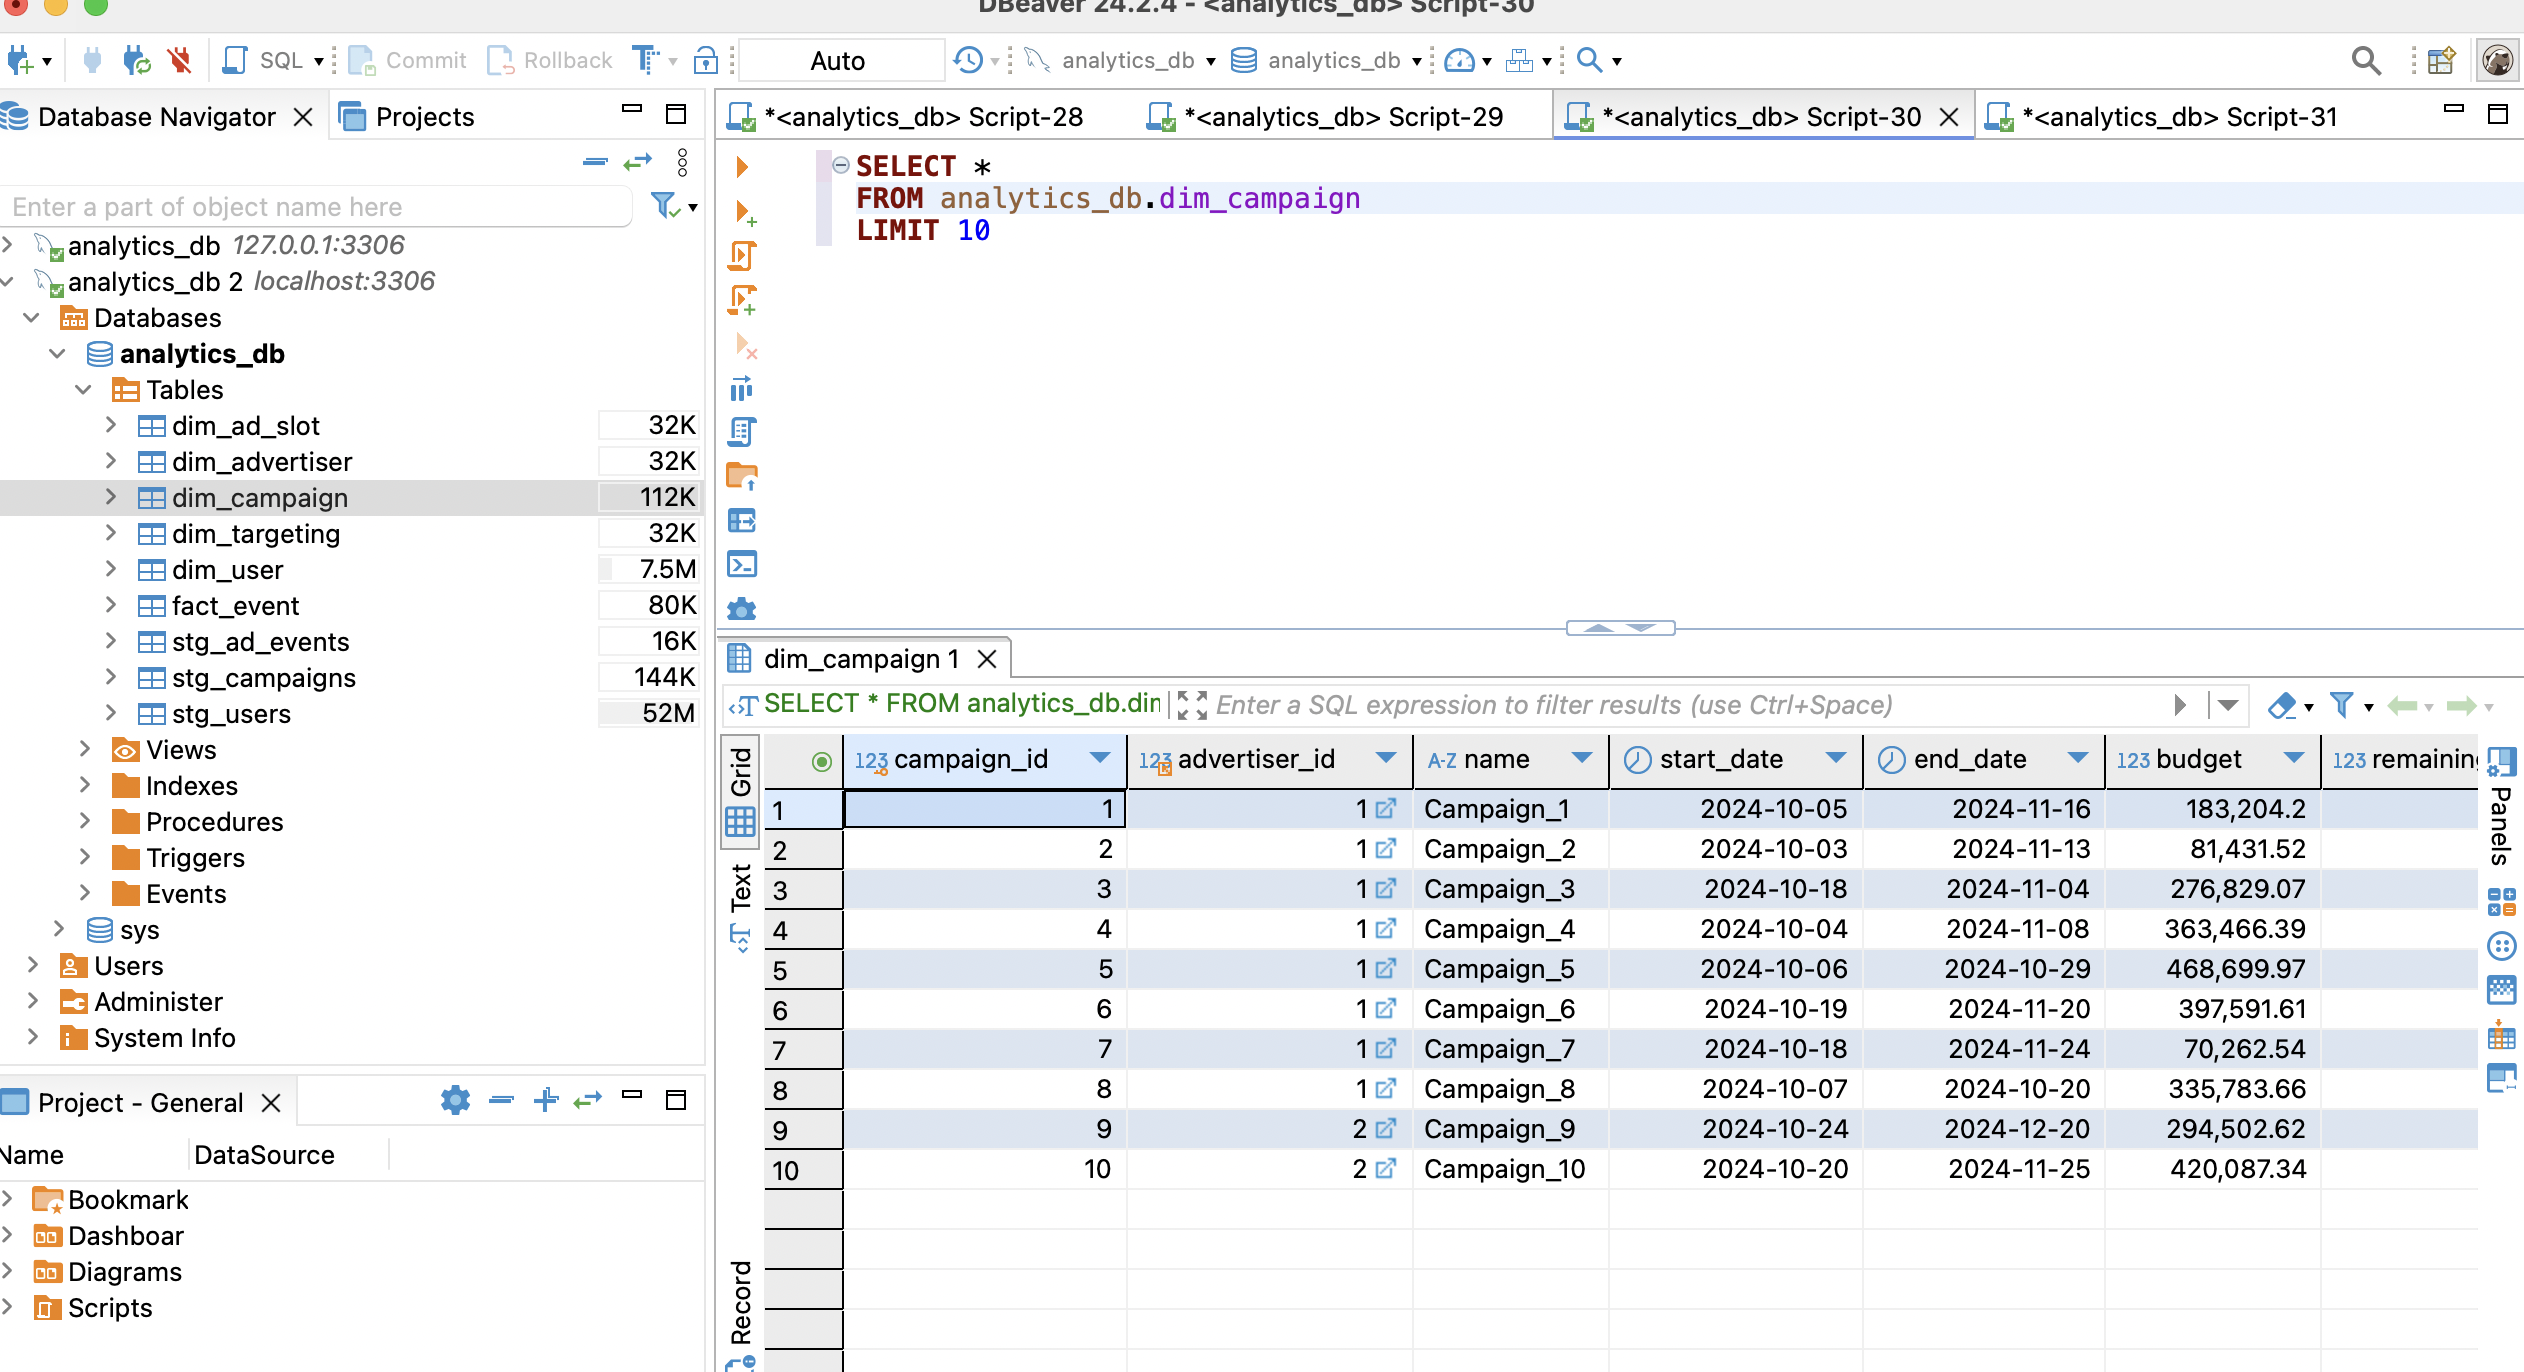 DBeaver 24.2.4 - <analytics_db> Script-30
SQL Commit Rollback Auto analytics_db analytics_db
Database Navigator Projects
Enter a part of object name here
analytics_db 127.0.0.1:3306
analytics_db 2 localhost:3306
Databases
analytics_db
Tables
dim_ad_slot 32K
dim_advertiser 32K
dim_campaign 112K
dim_targeting 32K
dim_user 7.5M
fact_event 80K
stg_ad_events 16K
stg_campaigns 144K
stg_users 52M
Views
Indexes
Procedures
Triggers
Events
sys
Users
Administer
System Info
Project - General
Name DataSource
Bookmark
Dashboar
Diagrams
Scripts
*<analytics_db> Script-28 *<analytics_db> Script-29 *<analytics_db> Script-30 *<analytics_db> Script-31
SELECT *
FROM analytics_db.dim_campaign
LIMIT 10
dim_campaign 1
SELECT * FROM analytics_db.din Enter a SQL expression to filter results (use Ctrl+Space)
Grid
Text
Record
123 campaign_id 123 advertiser_id A-Z name start_date end_date 123 budget 123 remaining
1 1 1 Campaign_1 2024-10-05 2024-11-16 183,204.2
2 2 1 Campaign_2 2024-10-03 2024-11-13 81,431.52
3 3 1 Campaign_3 2024-10-18 2024-11-04 276,829.07
4 4 1 Campaign_4 2024-10-04 2024-11-08 363,466.39
5 5 1 Campaign_5 2024-10-06 2024-10-29 468,699.97
6 6 1 Campaign_6 2024-10-19 2024-11-20 397,591.61
7 7 1 Campaign_7 2024-10-18 2024-11-24 70,262.54
8 8 1 Campaign_8 2024-10-07 2024-10-20 335,783.66
9 9 2 Campaign_9 2024-10-24 2024-12-20 294,502.62
10 10 2 Campaign_10 2024-10-20 2024-11-25 420,087.34
Panels